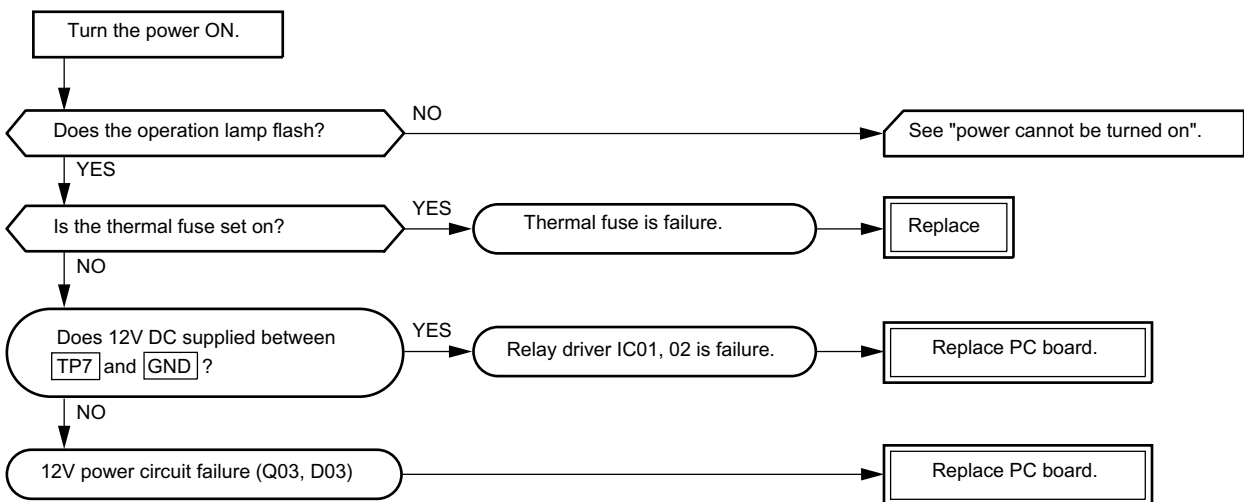 Turn the power ON.
Does the operation lamp flash?
NO
See "power cannot be turned on".
YES
Is the thermal fuse set on?
YES
Thermal fuse is failure.
Replace
NO
Does 12V DC supplied between
TP7 and GND ?
YES
Relay driver IC01, 02 is failure.
Replace PC board.
NO
12V power circuit failure (Q03, D03)
Replace PC board.